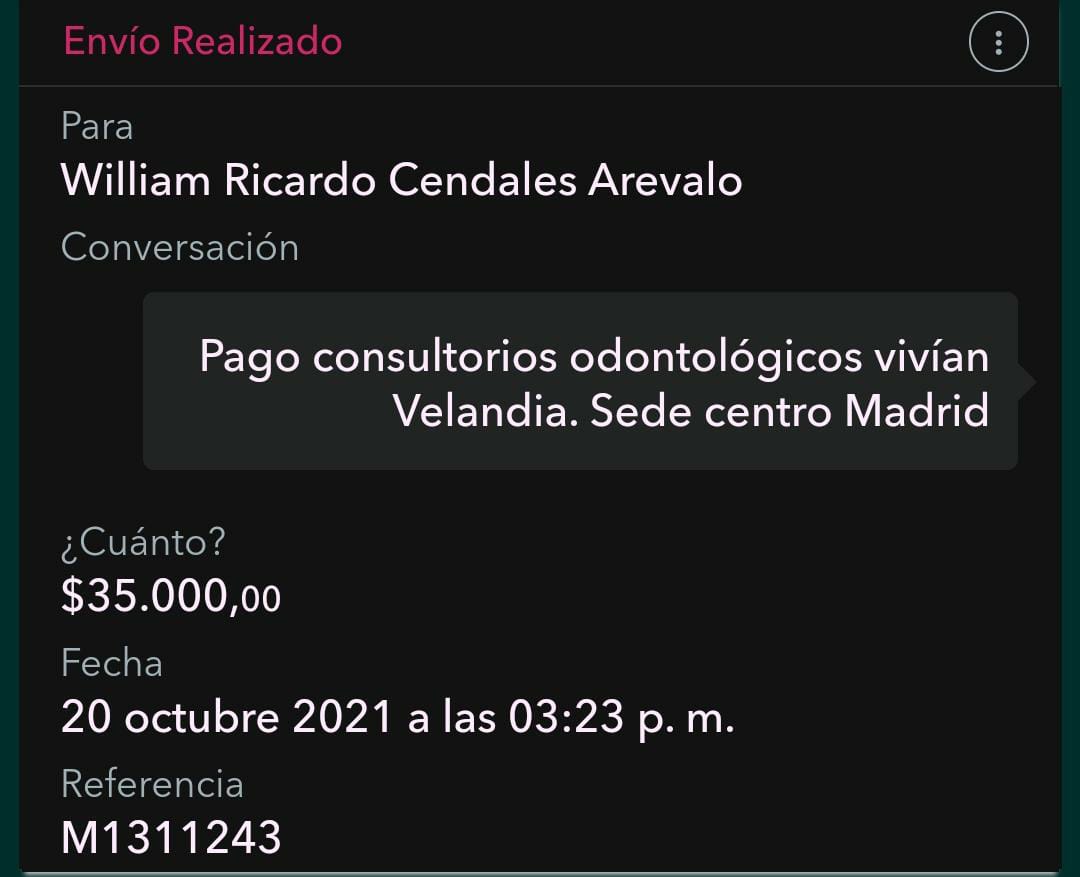 Envío Realizado
Para
William Ricardo Cendales Arevalo
Conversación
Pago consultorios odontológicos vivían
Velandia. Sede centro Madrid
¿Cuánto?
$35.000,00
Fecha
20 octubre 2021 a las 03:23 p. m.
Referencia
M1311243